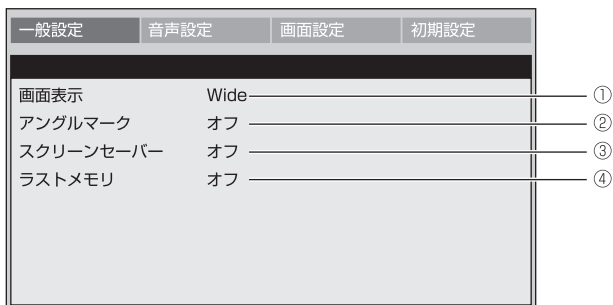 一般設定 音声設定 画面設定 初期設定
画面表示 Wide ①
アングルマーク オフ ②
スクリーンセーバー オフ ③
ラストメモリ オフ ④